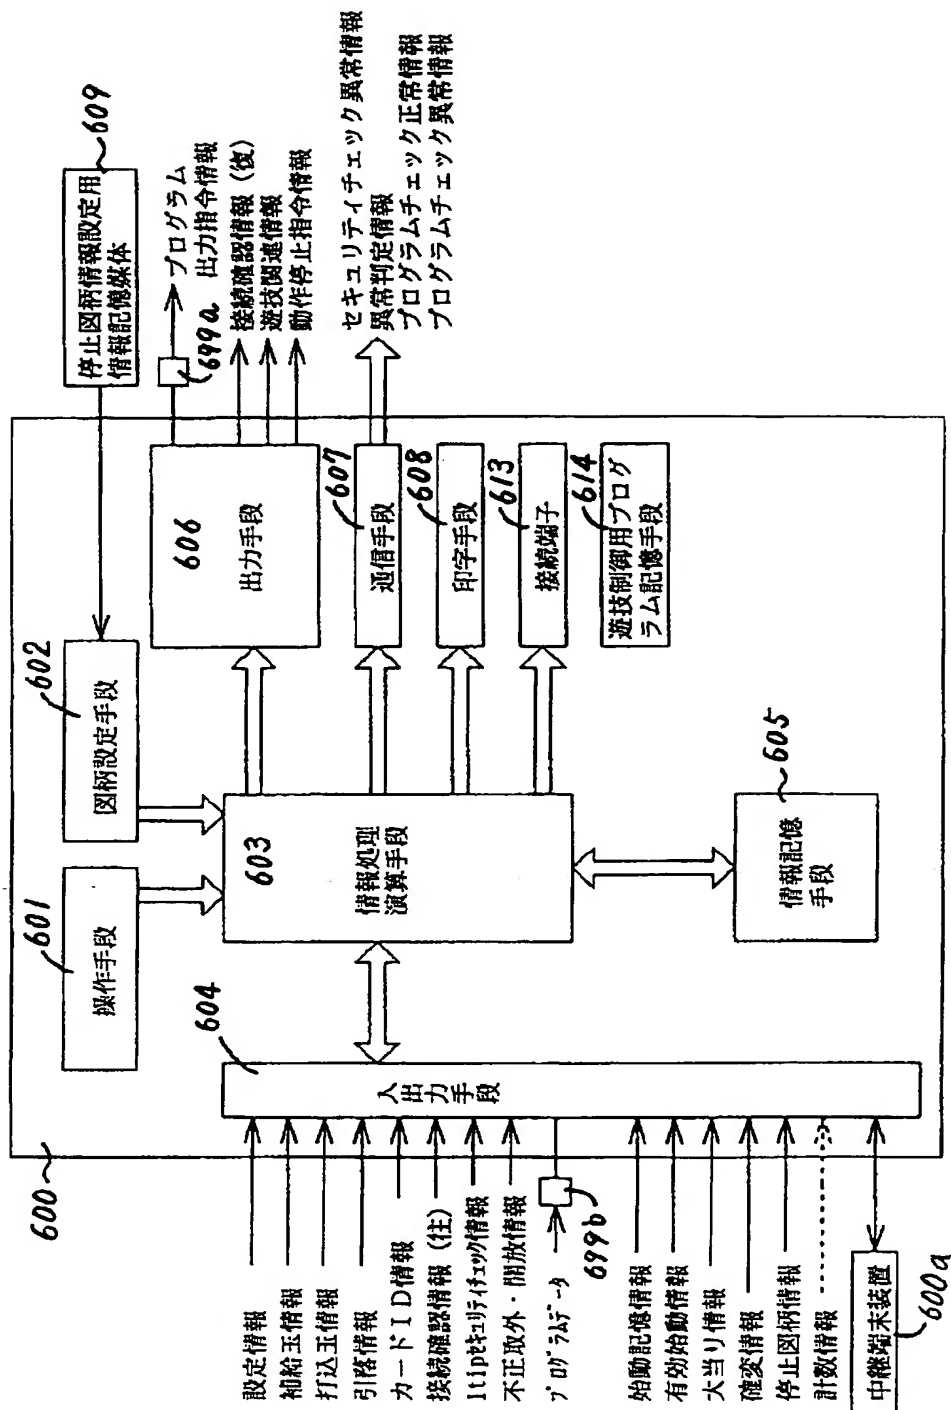 600
601
操作手段
602
図柄設定手段
停止図柄情報設定用
情報記憶媒体
609
603
情報処理
演算手段
604
入出力手段
605
情報記憶
手段
606
出力手段
607
通信手段
608
印字手段
613
接続端子
614
遊技制御用プログ
ラム記憶手段
699a
プログラム
出力指令情報
接続確認情報(復)
遊技関連情報
動作停止指令情報
セキュリティチェック異常情報
異常判定情報
プログラムチェック正常情報
プログラムチェック異常情報
設定情報
補給玉情報
打込玉情報
引落情報
カードID情報
接続確認情報(往)
1tipセキュリティチェック情報
不正取外・開放情報
プログラムデータ
699b
始動記憶情報
有効始動情報
大当り情報
確変情報
停止図柄情報
計数情報
中継端末装置
600a